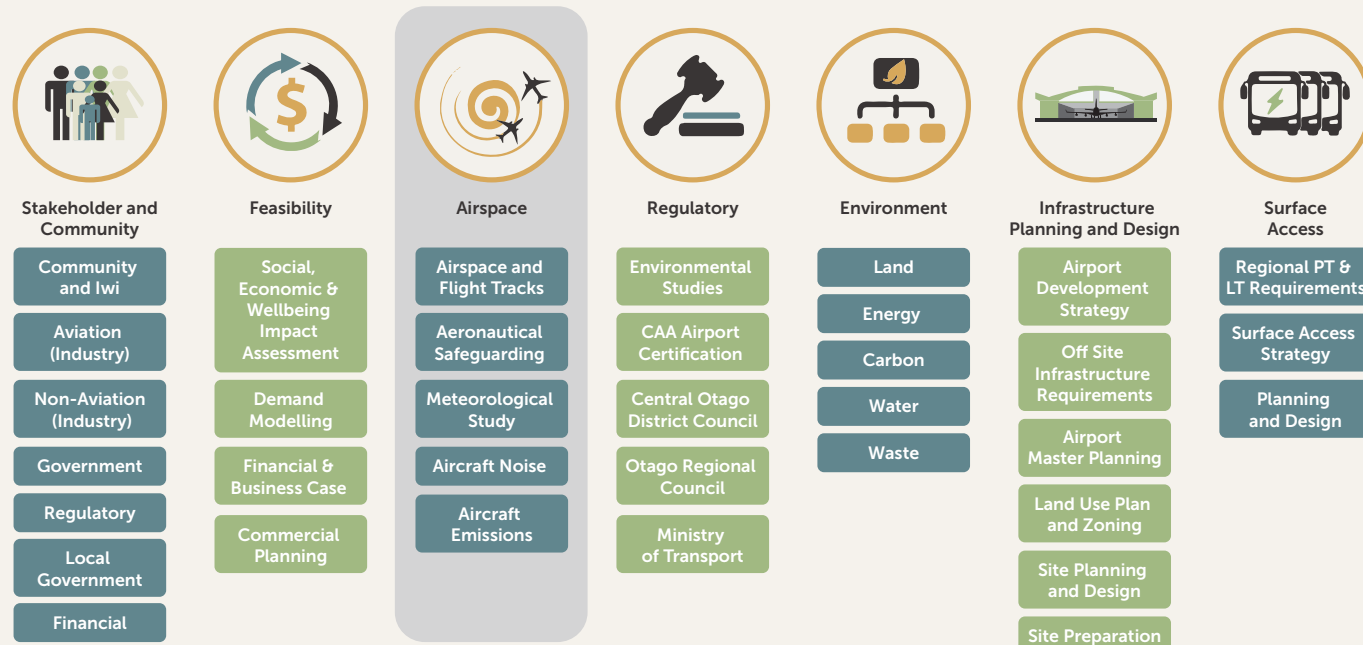 Stakeholder and
Community
Community
and Iwi
Aviation
(Industry)
Non-Aviation
(Industry)
Government
Regulatory
Local
Government
Financial
Feasibility
Social,
Economic &
Wellbeing
Impact
Assessment
Demand
Modelling
Financial &
Business Case
Commercial
Planning
Airspace
Airspace and
Flight Tracks
Aeronautical
Safeguarding
Meteorological
Study
Aircraft Noise
Aircraft
Emissions
Regulatory
Environmental
Studies
CAA Airport
Certification
Central Otago
District Council
Otago Regional
Council
Ministry
of Transport
Environment
Land
Energy
Carbon
Water
Waste
Infrastructure
Planning and Design
Airport
Development
Strategy
Off Site
Infrastructure
Requirements
Airport
Master Planning
Land Use Plan
and Zoning
Site Planning
and Design
Site Preparation
Surface
Access
Regional PT &
LT Requirements
Surface Access
Strategy
Planning
and Design